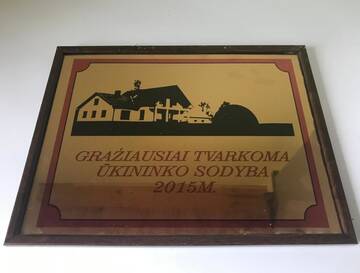 GRAŽIAUSIAI TVARKOMA
ŪKININKO SODYBA
2015M.